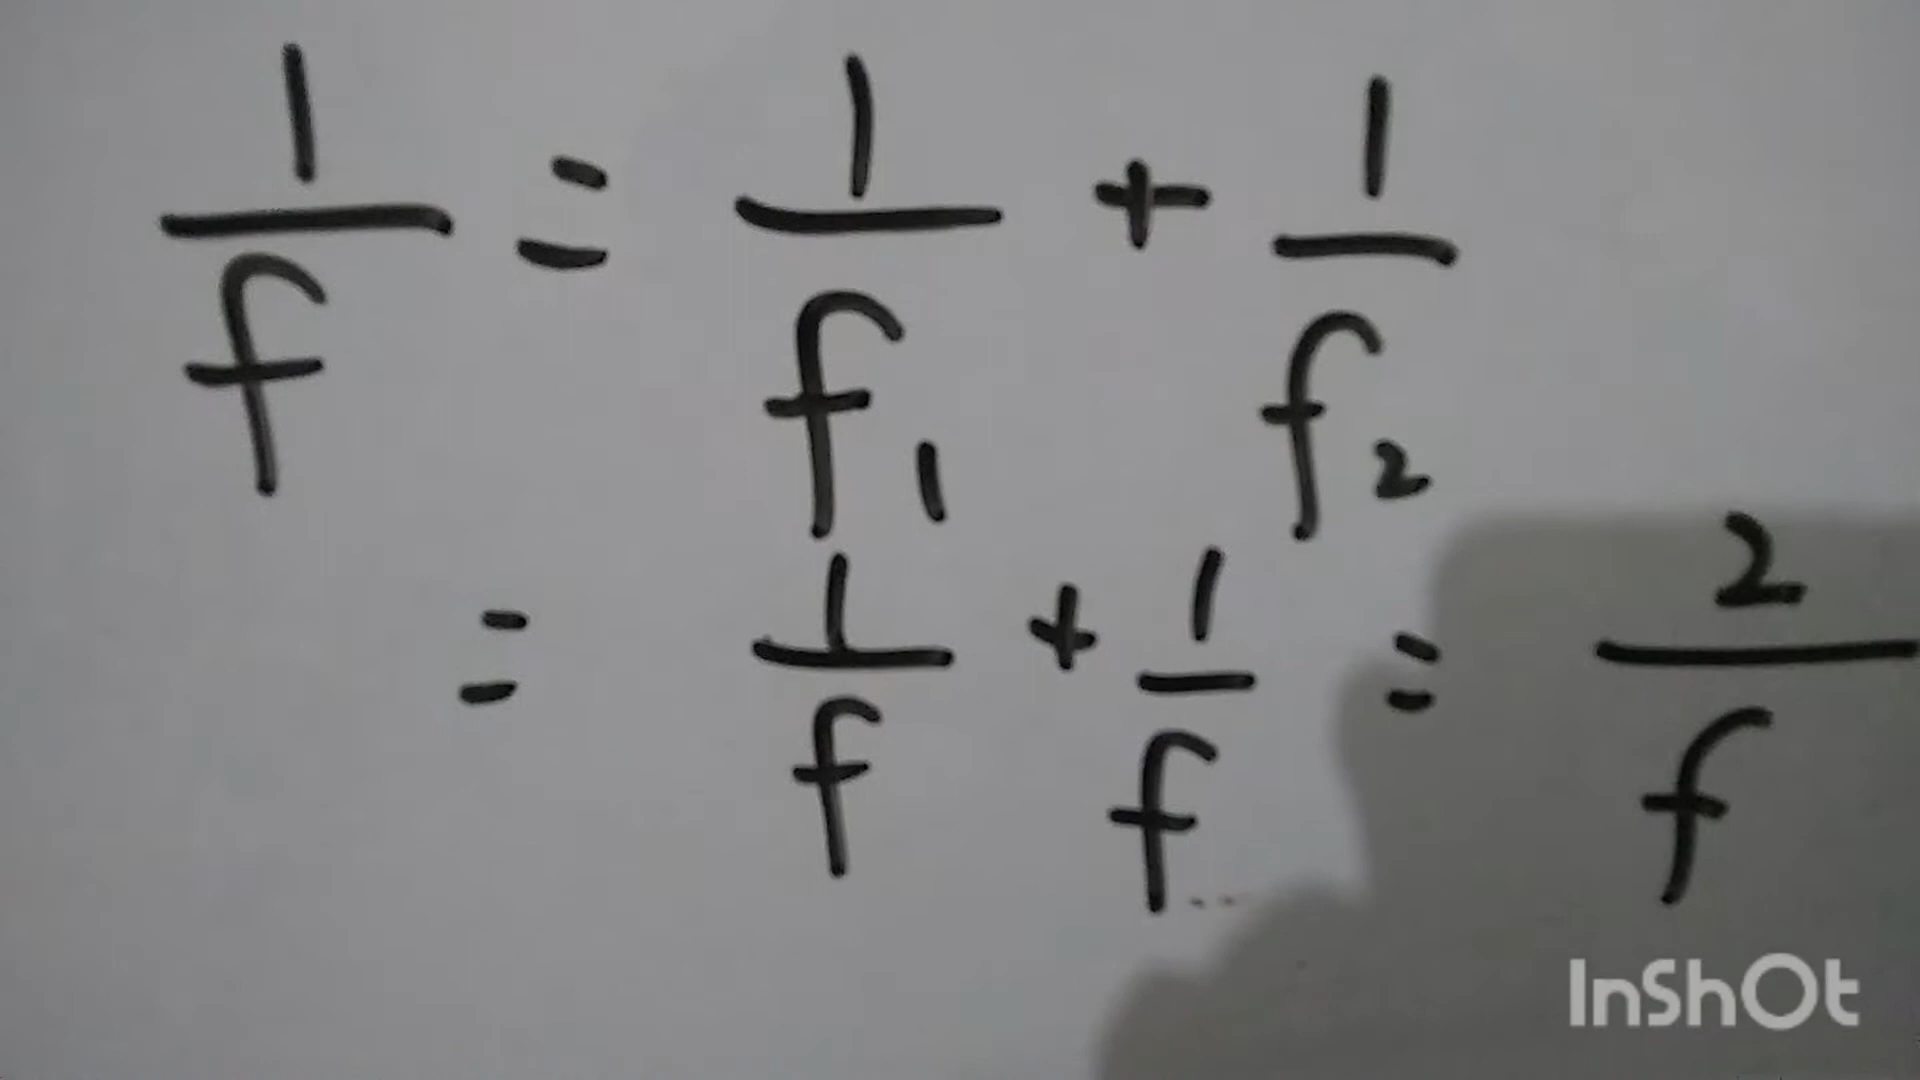 1/f = 1/f₁ + 1/f₂
= 1/f + 1/f = 2/f
InShOt